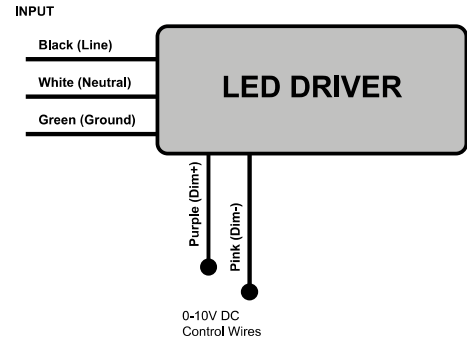 INPUT
Black (Line)
White (Neutral)
Green (Ground)
LED DRIVER
Purple (Dim+)
Pink (Dim-)
0-10V DC
Control Wires